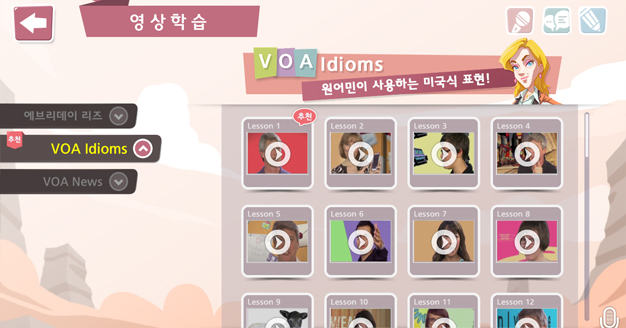 영상학습
VOA Idioms
원어민이 사용하는 미국식 표현!
에브리데이 리즈
추천
VOA Idioms
VOA News
추천
Lesson 1
Lesson 2
Lesson 3
Lesson 4
Lesson 5
Lesson 6
Lesson 7
Lesson 8
Lesson 9
Lesson 10
Lesson 11
Lesson 12